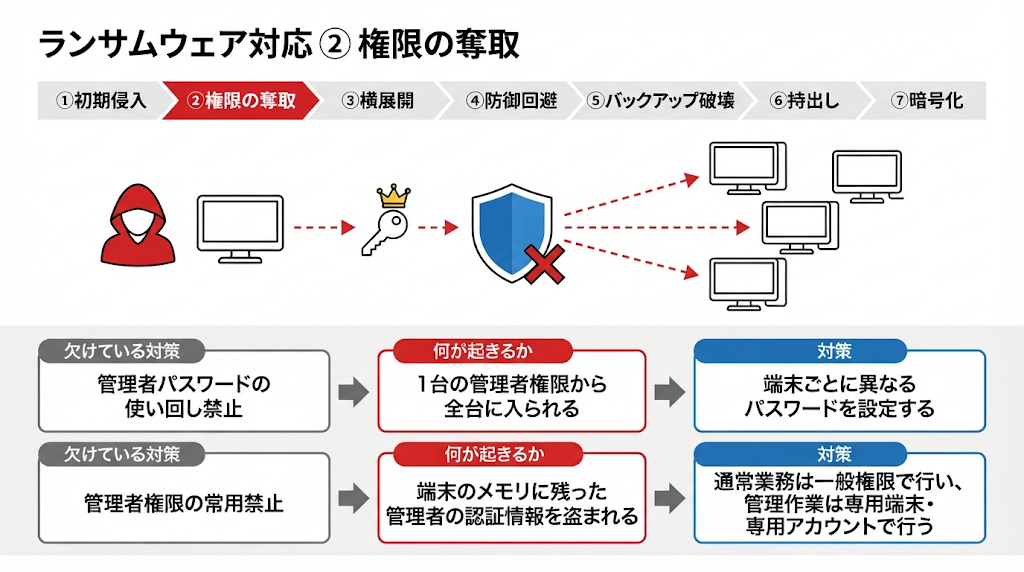 ランサムウェア対応 ② 権限の奪取
①初期侵入
②権限の奪取
③横展開
④防御回避
⑤バックアップ破壊
⑥持出し
⑦暗号化
欠けている対策
管理者パスワードの
使い回し禁止
何が起きるか
1台の管理者権限から
全台に入られる
対策
端末ごとに異なる
パスワードを設定する
欠けている対策
管理者権限の常用禁止
何が起きるか
端末のメモリに残った
管理者の認証情報を盗まれる
対策
通常業務は一般権限で行い、
管理作業は専用端末・
専用アカウントで行う